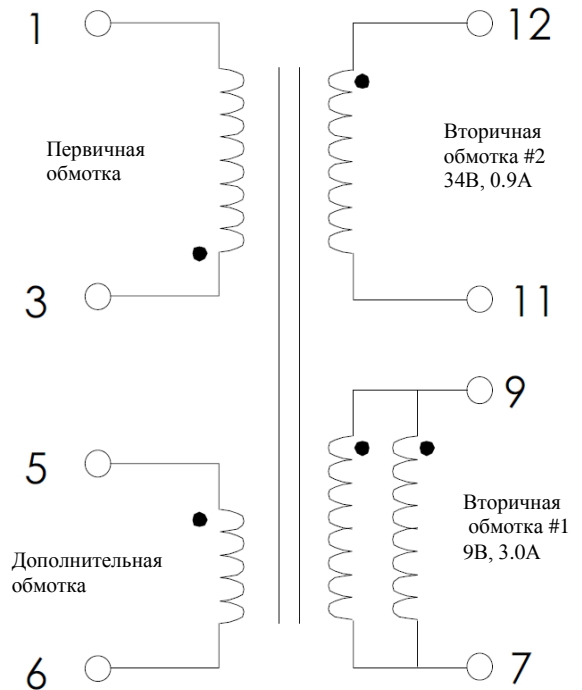 1
12
Первичная
обмотка
Вторичная
обмотка #2
34В, 0.9А
3
11
9
5
Вторичная
обмотка #1
9В, 3.0А
Дополнительная
обмотка
6
7